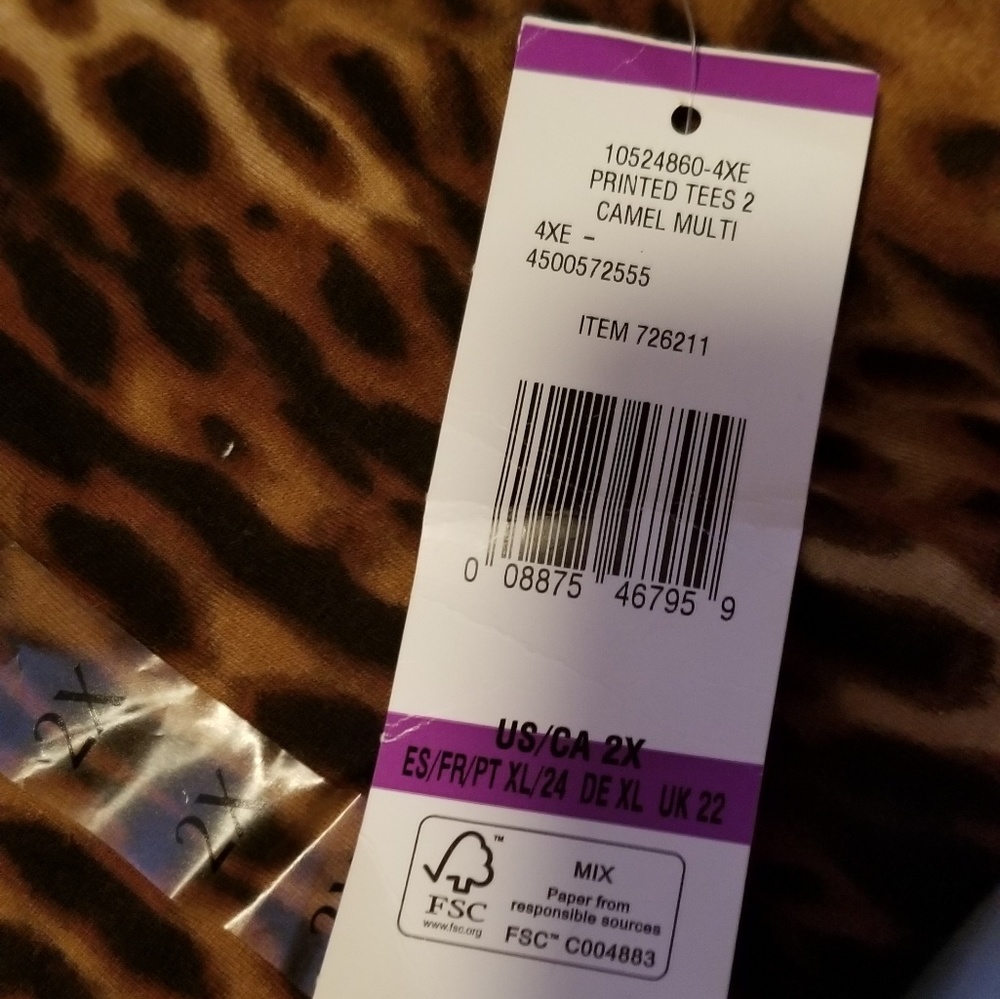 10524860-4XE
PRINTED TEES 2
CAMEL MULTI
4XE -
4500572555
ITEM 726211
0 08875 46795 9
US/CA 2X
ES/FR/PT XL/24 DE XL UK 22
FSC
www.fsc.org
™
MIX
Paper from
responsible sources
FSC™ C004883
2X
2X